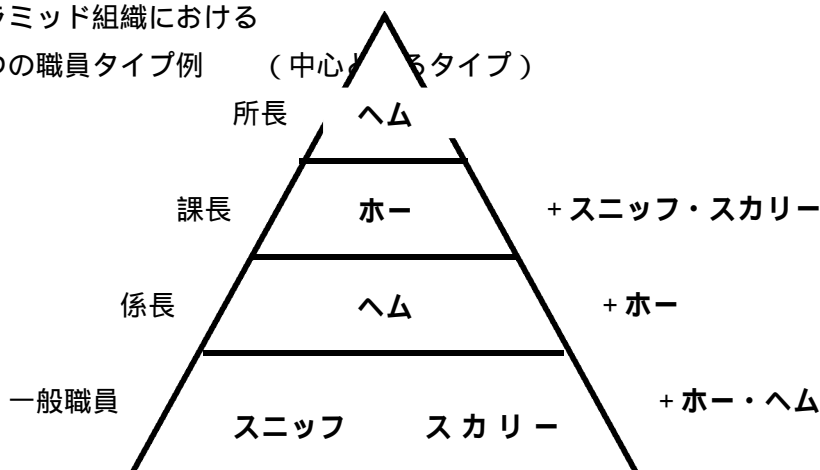 ラミッド組織における
の職員タイプ例 (中心と るタイプ)
所長 ヘム
課長 ホー + スニッフ・スカリー
係長 ヘム + ホー
一般職員 スニッフ スカリー + ホー・ヘム